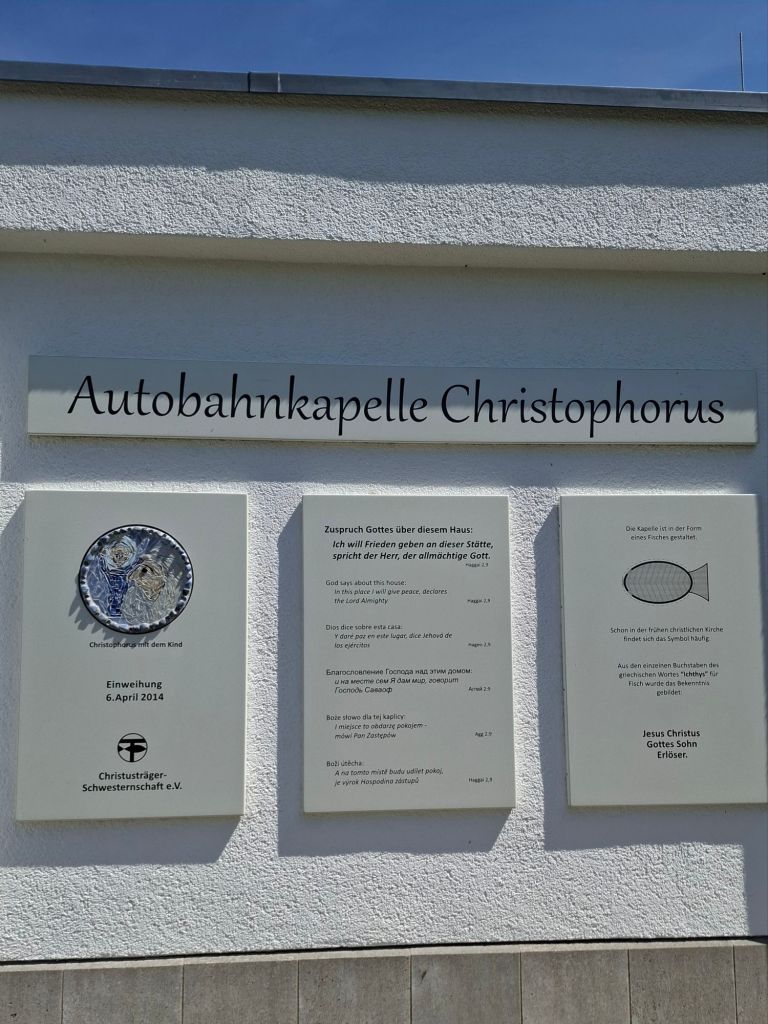 Autobahnkapelle Christophorus
Christophorus mit dem Kind
Einweihung
6.April 2014
Christusträger-
Schwesternschaft e.V.
Zuspruch Gottes über diesem Haus:
Ich will Frieden geben an dieser Stätte,
spricht der Herr, der allmächtige Gott.
Haggai 2,9
God says about this house:
In this place I will give peace, declares
the Lord Almighty
Haggai 2,9
Dios dice sobre esta casa:
Y daré paz en este lugar, dice Jehová de
los ejércitos
Hageo 2,9
Благословление Господа над этим домом:
и на месте сем Я дам мир, говорит
Господь Саваоф
Аггей 2,9
Boże słowo dla tej kaplicy:
I miejsce to obdarzę pokojem -
mówi Pan Zastępów
Agg 2,9
Boží útěcha:
A na tomto místě budu udílet pokoj,
je výrok Hospodina zástupů
Haggai 2,9
Die Kapelle ist in der Form
eines Fisches gestaltet.
Schon in der frühen christlichen Kirche
findet sich das Symbol häufig.
Aus den einzelnen Buchstaben des
griechischen Wortes "Ichthys" für
Fisch wurde das Bekenntnis
gebildet:
Jesus Christus
Gottes Sohn
Erlöser.